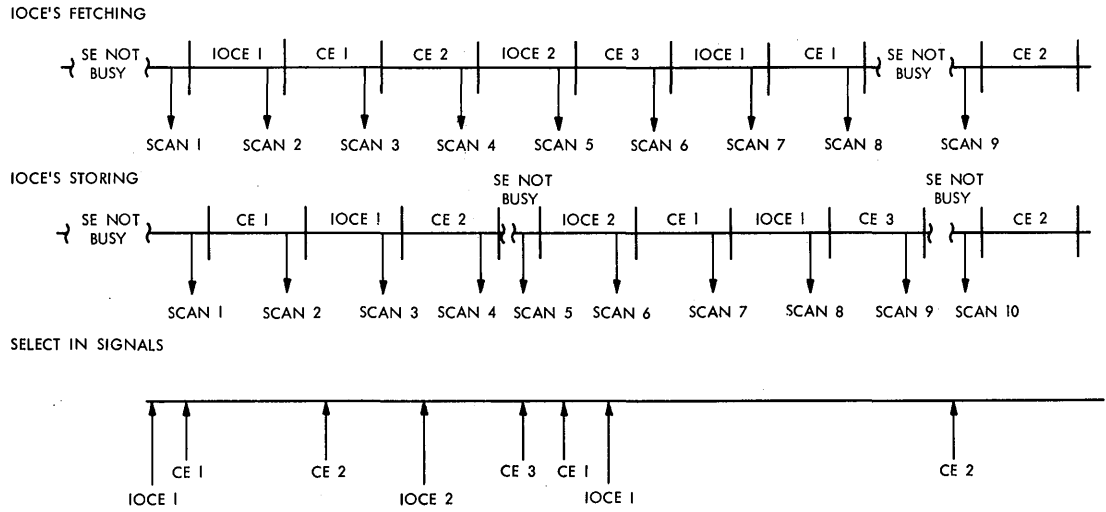 IOCE'S FETCHING
SE NOT BUSY IOCE 1 CE 1 CE 2 IOCE 2 CE 3 IOCE 1 CE 1 SE NOT BUSY CE 2
SCAN 1 SCAN 2 SCAN 3 SCAN 4 SCAN 5 SCAN 6 SCAN 7 SCAN 8 SCAN 9
IOCE'S STORING
SE NOT BUSY CE 1 IOCE 1 CE 2 SE NOT BUSY IOCE 2 CE 1 IOCE 1 CE 3 SE NOT BUSY CE 2
SCAN 1 SCAN 2 SCAN 3 SCAN 4 SCAN 5 SCAN 6 SCAN 7 SCAN 8 SCAN 9 SCAN 10
SELECT IN SIGNALS
CE 1 CE 2 CE 3 CE 1 CE 2
IOCE 1 IOCE 2 IOCE 1